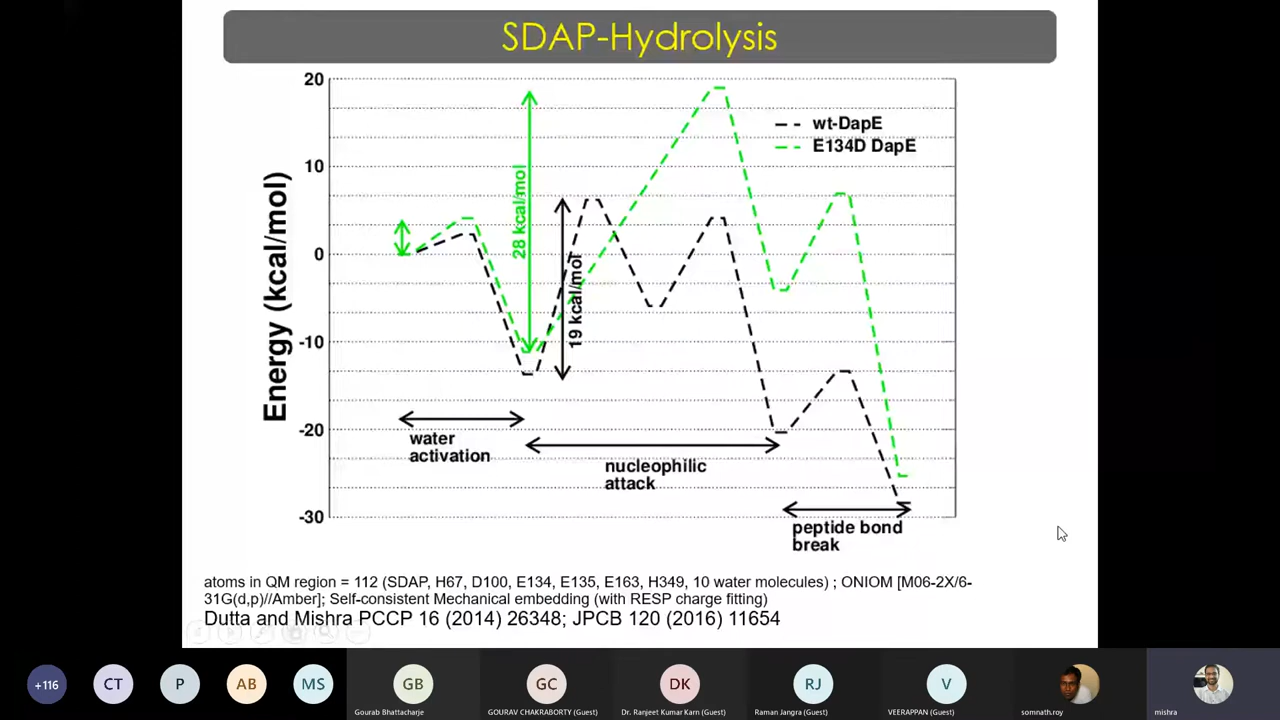 SDAP-Hydrolysis
20
10
0
-10
-20
-30
Energy (kcal/mol)
wt-DapE
E134D DapE
28 kcal/mol
19 kcal/mol
water
activation
nucleophilic
attack
peptide bond
break
atoms in QM region = 112 (SDAP, H67, D100, E134, E135, E163, H349, 10 water molecules) ; ONIOM [M06-2X/6-
31G(d,p)//Amber]; Self-consistent Mechanical embedding (with RESP charge fitting)
Dutta and Mishra PCCP 16 (2014) 26348; JPCB 120 (2016) 11654
+116
CT
P
AB
MS
GB
Gourab Bhattacharje
GC
GOURAV CHAKRABORTY (Guest)
DK
Dr. Ranjeet Kumar Karn (Guest)
RJ
Raman Jangra (Guest)
V
VEERAPPAN (Guest)
somnath.roy
mishra